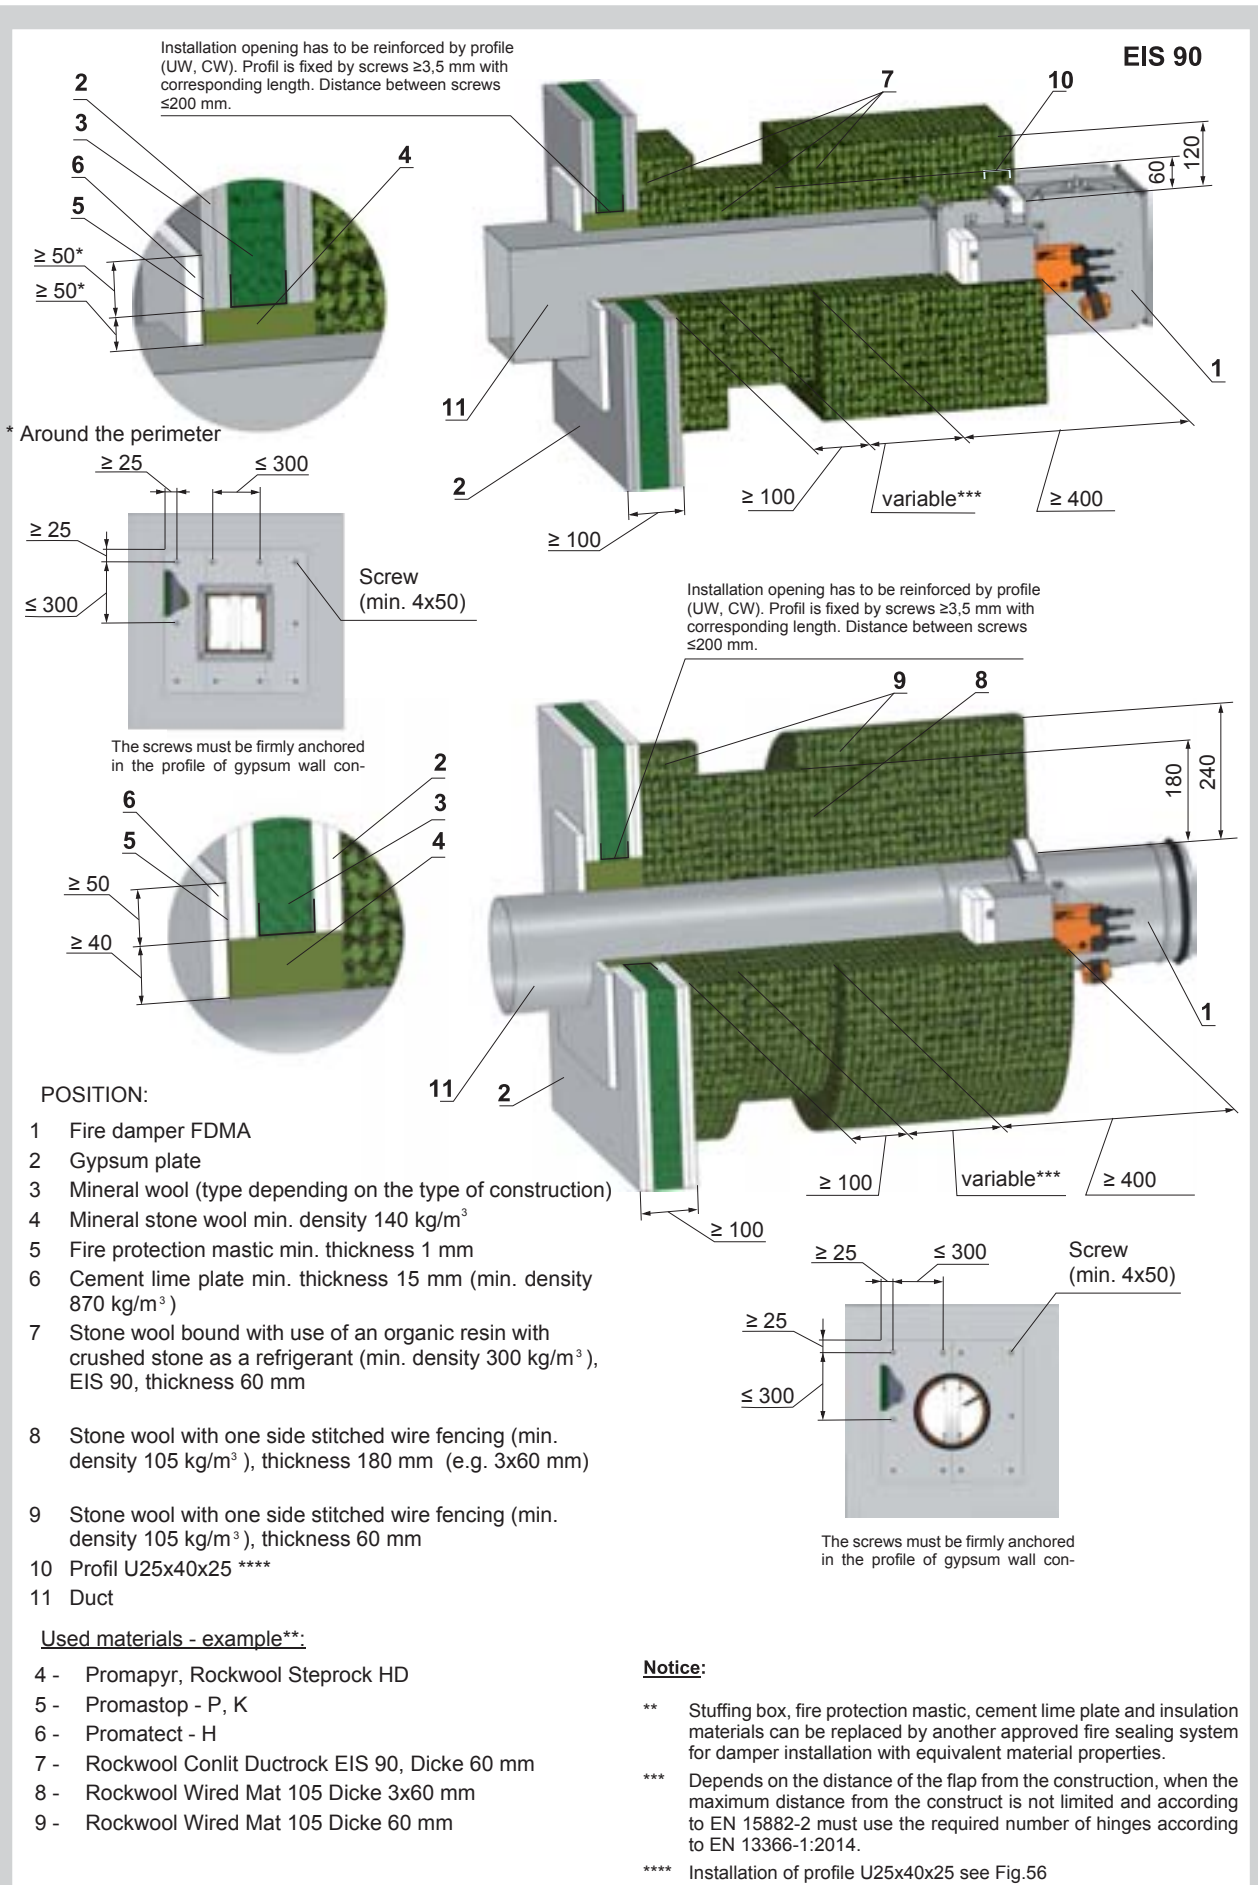 Installation opening has to be reinforced by profile
(UW, CW). Profil is fixed by screws ≥3,5 mm with
corresponding length. Distance between screws
≤200 mm.
EIS 90
2
3
6
5
4
7
10
120
60
≥ 50*
≥ 50*
1
11
2
* Around the perimeter
≥ 100
variable***
≥ 400
≥ 100
≥ 25
≤ 300
≥ 25
≤ 300
Screw
(min. 4x50)
The screws must be firmly anchored
in the profile of gypsum wall con-
Installation opening has to be reinforced by profile
(UW, CW). Profil is fixed by screws ≥3,5 mm with
corresponding length. Distance between screws
≤200 mm.
9
8
180
240
6
5
2
3
4
≥ 50
≥ 40
1
11
2
≥ 100
variable***
≥ 400
≥ 100
≥ 25
≤ 300
Screw
(min. 4x50)
≥ 25
≤ 300
The screws must be firmly anchored
in the profile of gypsum wall con-
POSITION:
1 Fire damper FDMA
2 Gypsum plate
3 Mineral wool (type depending on the type of construction)
4 Mineral stone wool min. density 140 kg/m³
5 Fire protection mastic min. thickness 1 mm
6 Cement lime plate min. thickness 15 mm (min. density
870 kg/m³ )
7 Stone wool bound with use of an organic resin with
crushed stone as a refrigerant (min. density 300 kg/m³ ),
EIS 90, thickness 60 mm
8 Stone wool with one side stitched wire fencing (min.
density 105 kg/m³ ), thickness 180 mm (e.g. 3x60 mm)
9 Stone wool with one side stitched wire fencing (min.
density 105 kg/m³ ), thickness 60 mm
10 Profil U25x40x25 ****
11 Duct
Used materials - example**:
4 - Promapyr, Rockwool Steprock HD
5 - Promastop - P, K
6 - Promatect - H
7 - Rockwool Conlit Ductrock EIS 90, Dicke 60 mm
8 - Rockwool Wired Mat 105 Dicke 3x60 mm
9 - Rockwool Wired Mat 105 Dicke 60 mm
Notice:
** Stuffing box, fire protection mastic, cement lime plate and insulation
materials can be replaced by another approved fire sealing system
for damper installation with equivalent material properties.
*** Depends on the distance of the flap from the construction, when the
maximum distance from the construct is not limited and according
to EN 15882-2 must use the required number of hinges according
to EN 13366-1:2014.
**** Installation of profile U25x40x25 see Fig.56